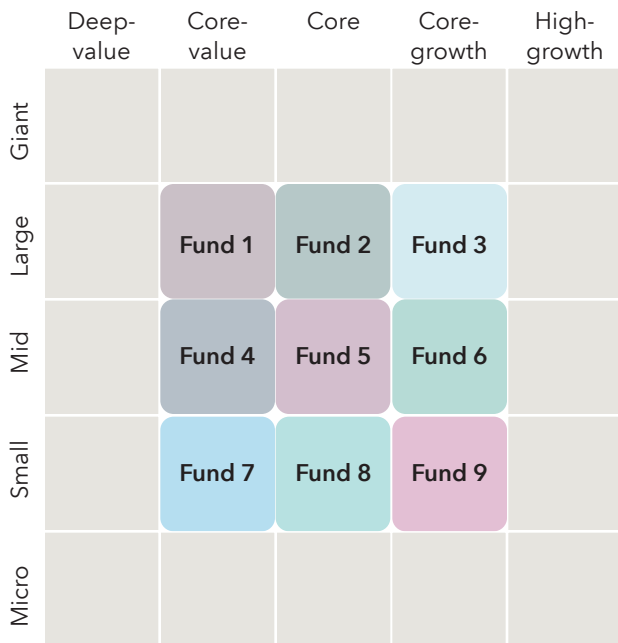 Deep-
value
Core-
value
Core
Core-
growth
High-
growth
Giant
Large
Fund 1
Fund 2
Fund 3
Mid
Fund 4
Fund 5
Fund 6
Small
Fund 7
Fund 8
Fund 9
Micro